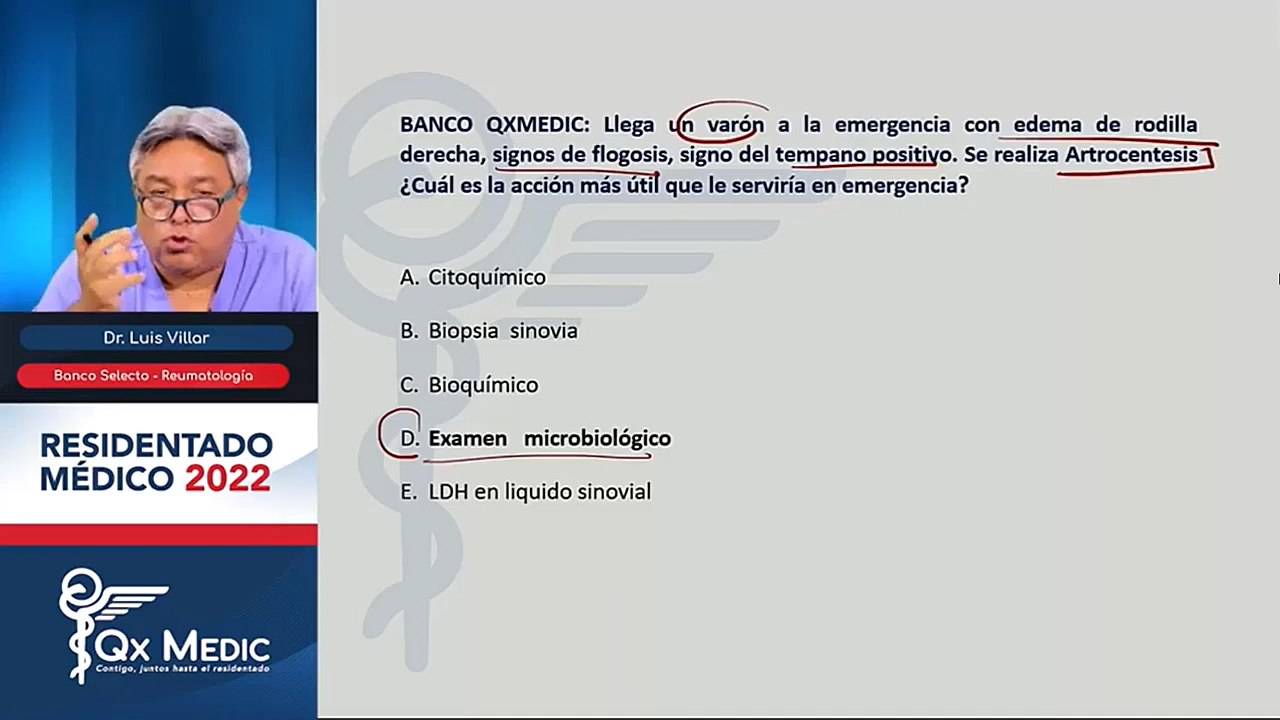 BANCO QXMEDIC: Llega un varón a la emergencia con edema de rodilla
derecha, signos de flogosis, signo del tempano positivo. Se realiza Artrocentesis
¿Cuál es la acción más útil que le serviría en emergencia?
A. Citoquímico
B. Biopsia sinovia
C. Bioquímico
D. Examen microbiológico
E. LDH en liquido sinovial
Dr. Luis Villar
Banco Selecto - Reumatología
RESIDENTADO
MÉDICO 2022
Qx MEDIC
Contigo, juntos hasta el residentado